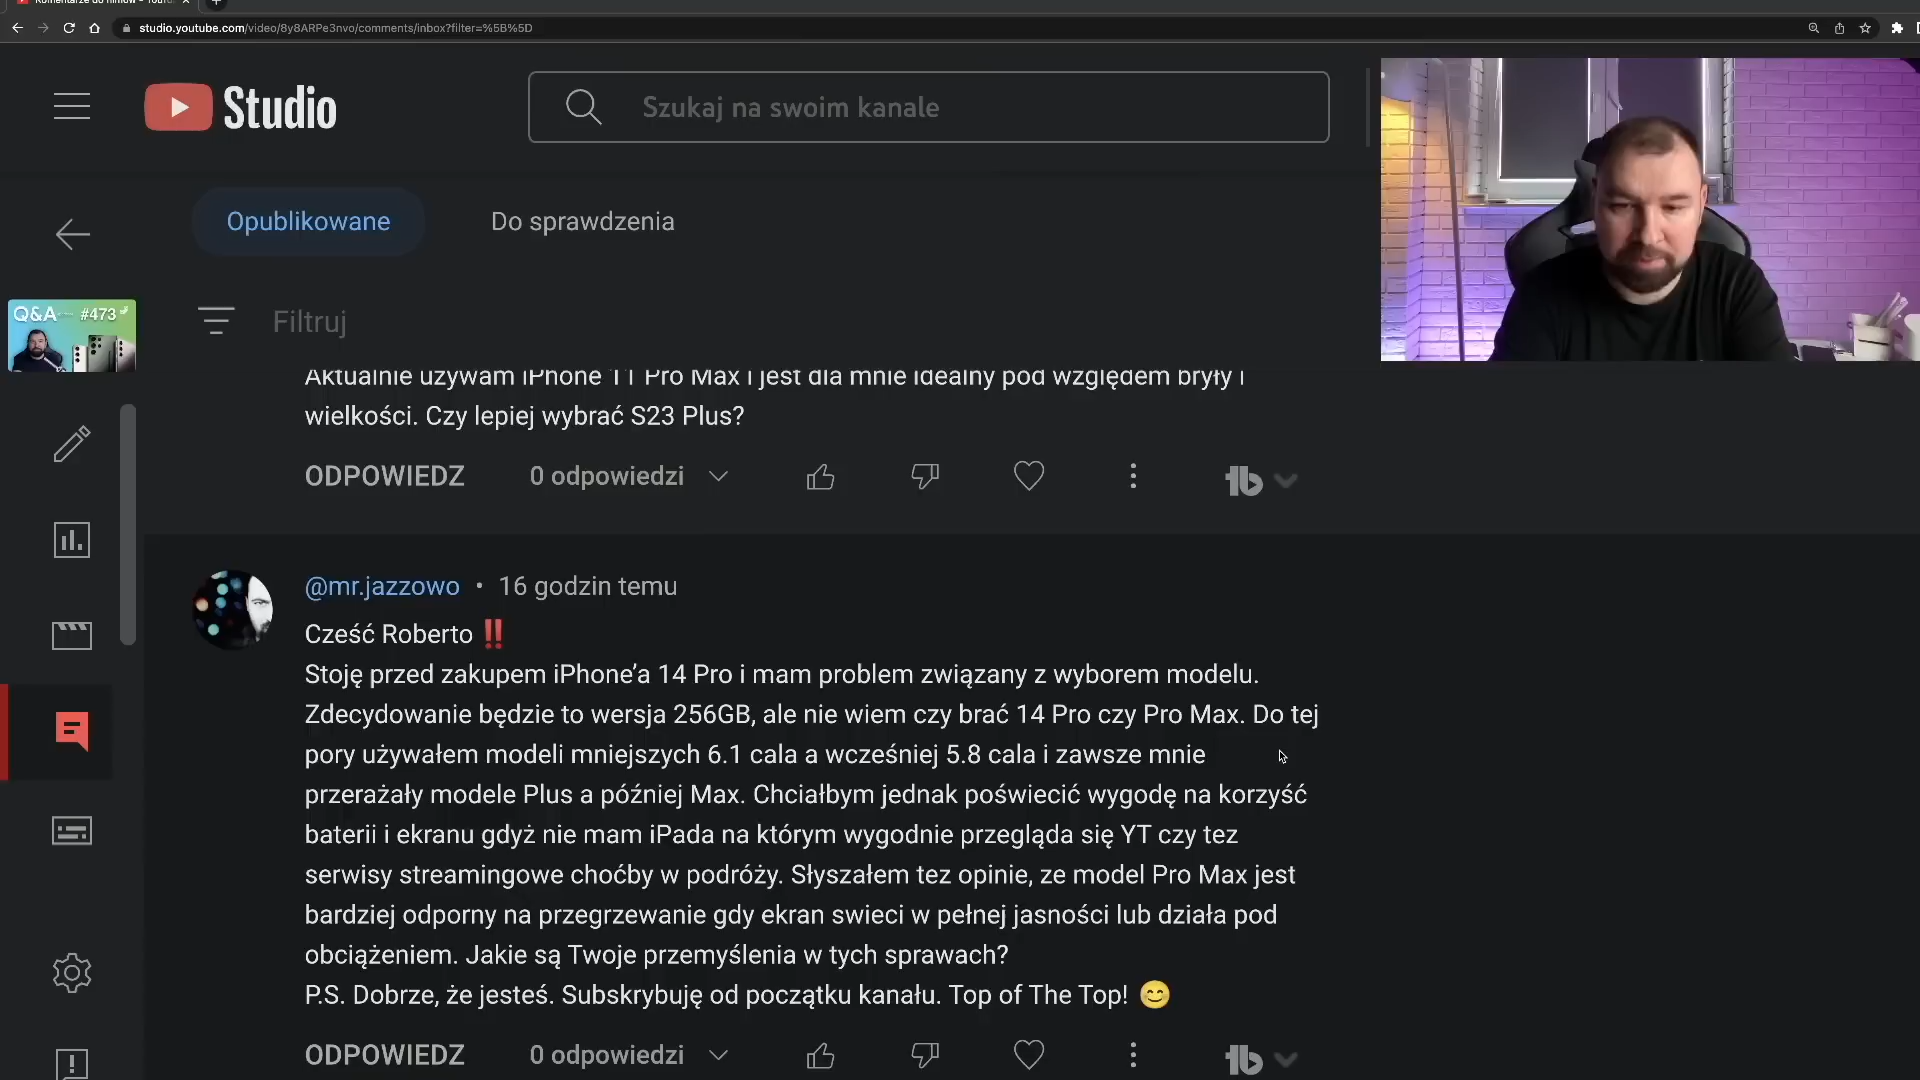 studio.youtube.com/video/8y8ARPe3nvo/comments/inbox?filter=%5B%5D
Studio
Szukaj na swoim kanale
Opublikowane
Do sprawdzenia
Q&A #473
Filtruj
Aktualnie używam iPhone 11 Pro Max i jest dla mnie idealny pod względem bryły i
wielkości. Czy lepiej wybrać S23 Plus?
ODPOWIEDZ 0 odpowiedzi
@mr.jazzowo • 16 godzin temu
Cześć Roberto ‼️
Stoję przed zakupem iPhone’a 14 Pro i mam problem związany z wyborem modelu.
Zdecydowanie będzie to wersja 256GB, ale nie wiem czy brać 14 Pro czy Pro Max. Do tej
pory używałem modeli mniejszych 6.1 cala a wcześniej 5.8 cala i zawsze mnie
przerażały modele Plus a później Max. Chciałbym jednak poświecić wygodę na korzyść
baterii i ekranu gdyż nie mam iPada na którym wygodnie przegląda się YT czy tez
serwisy streamingowe choćby w podróży. Słyszałem tez opinie, ze model Pro Max jest
bardziej odporny na przegrzewanie gdy ekran swieci w pełnej jasności lub działa pod
obciążeniem. Jakie są Twoje przemyślenia w tych sprawach?
P.S. Dobrze, że jesteś. Subskrybuję od początku kanału. Top of The Top! 😊
ODPOWIEDZ 0 odpowiedzi